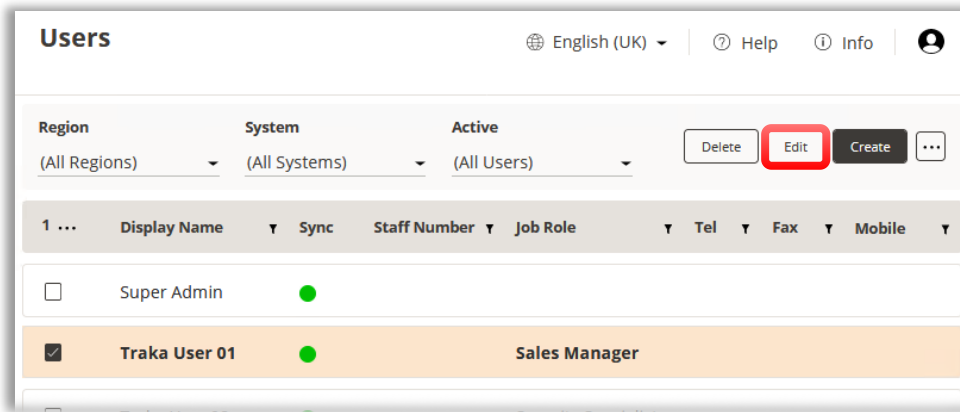 Users
English (UK)
Help
Info
Region
System
Active
(All Regions)
(All Systems)
(All Users)
Delete
Edit
Create
...
1 ...
Display Name
Sync
Staff Number
Job Role
Tel
Fax
Mobile
Super Admin
Traka User 01
Sales Manager